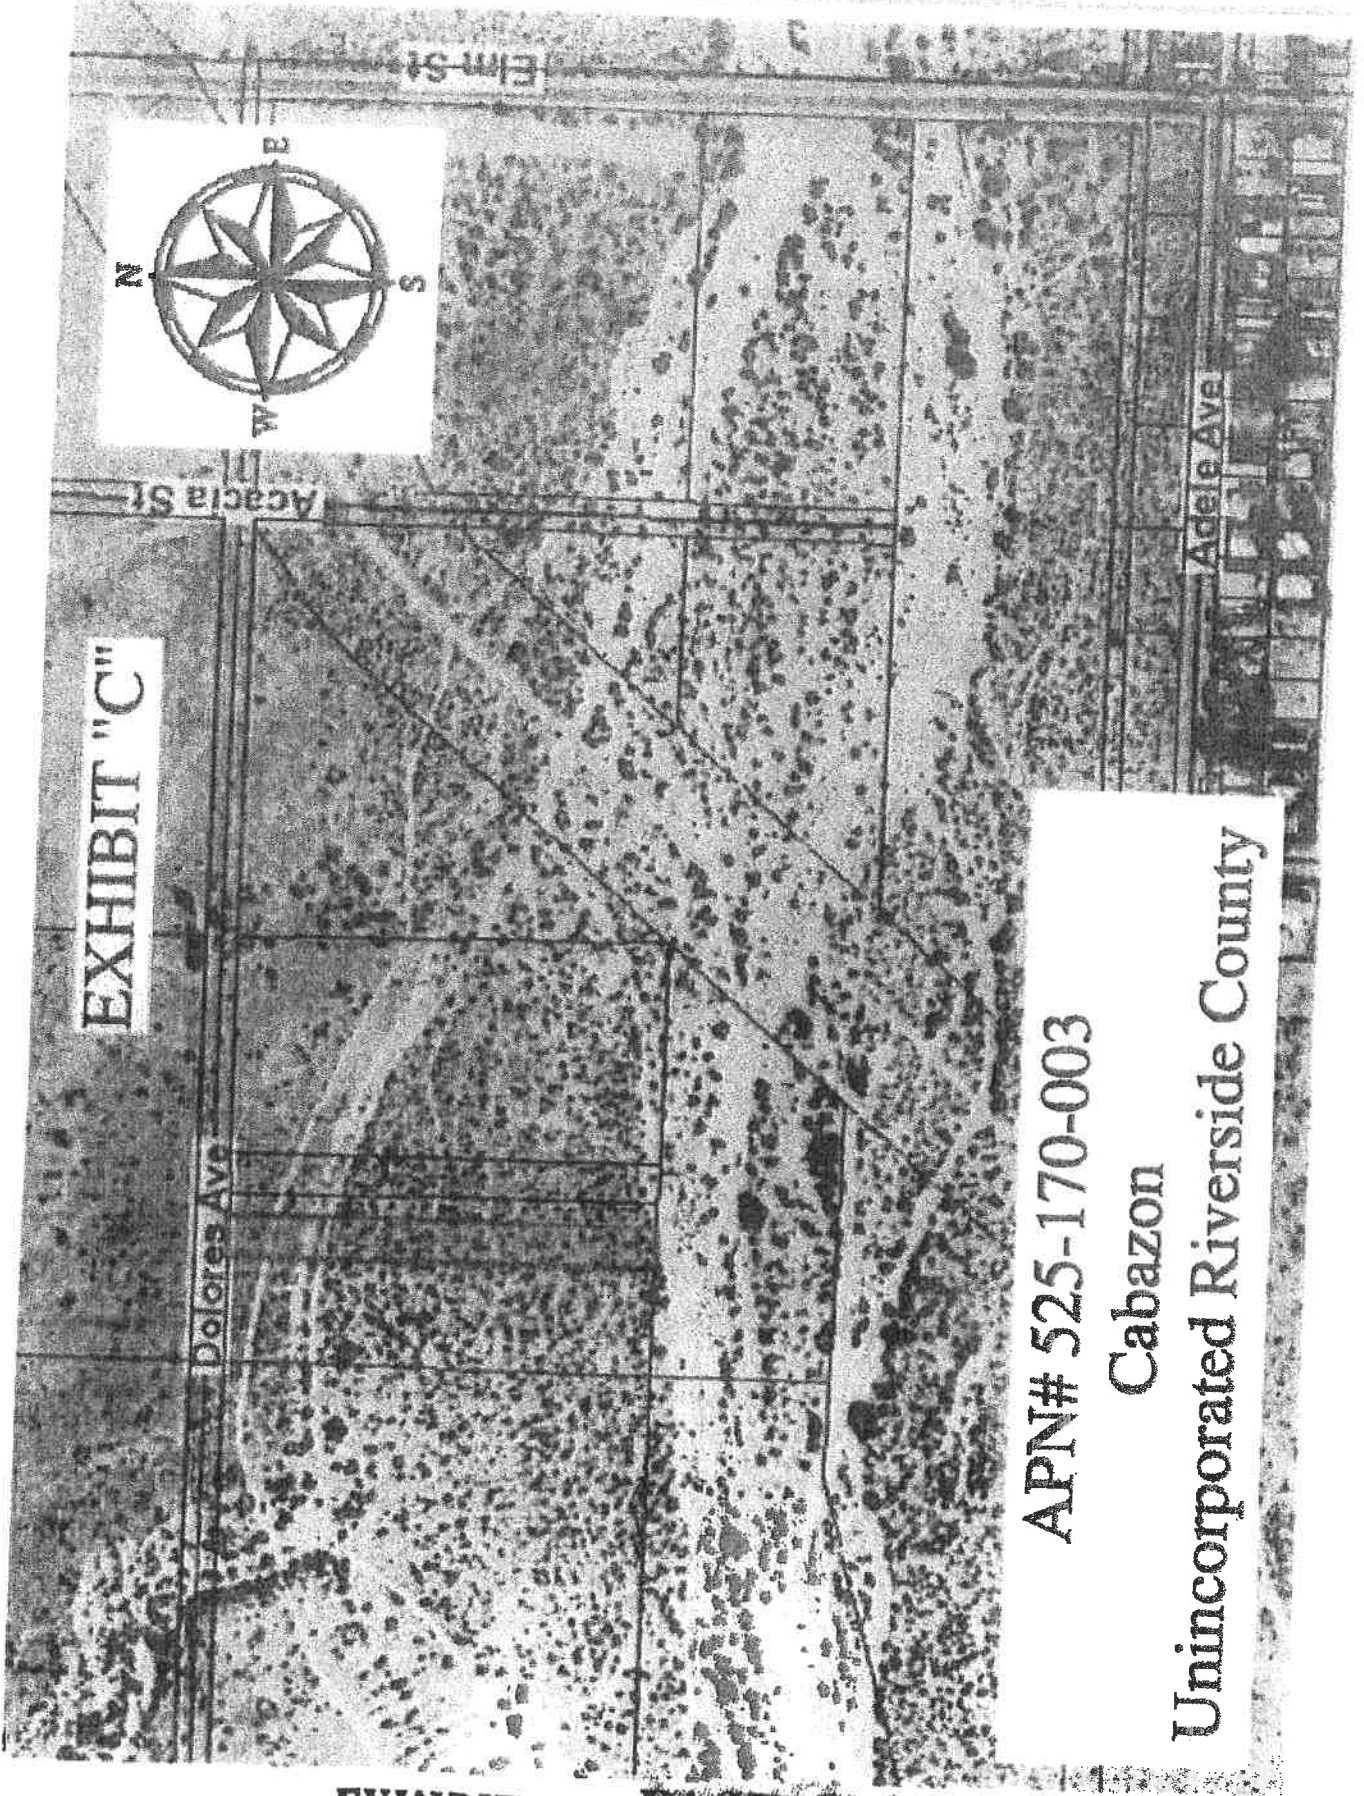 EXHIBIT "C"
N
W
S
Elm St
Acacia St
Dolores Ave
Adele Ave
APN# 525-170-003
Cabazon
Unincorporated Riverside County